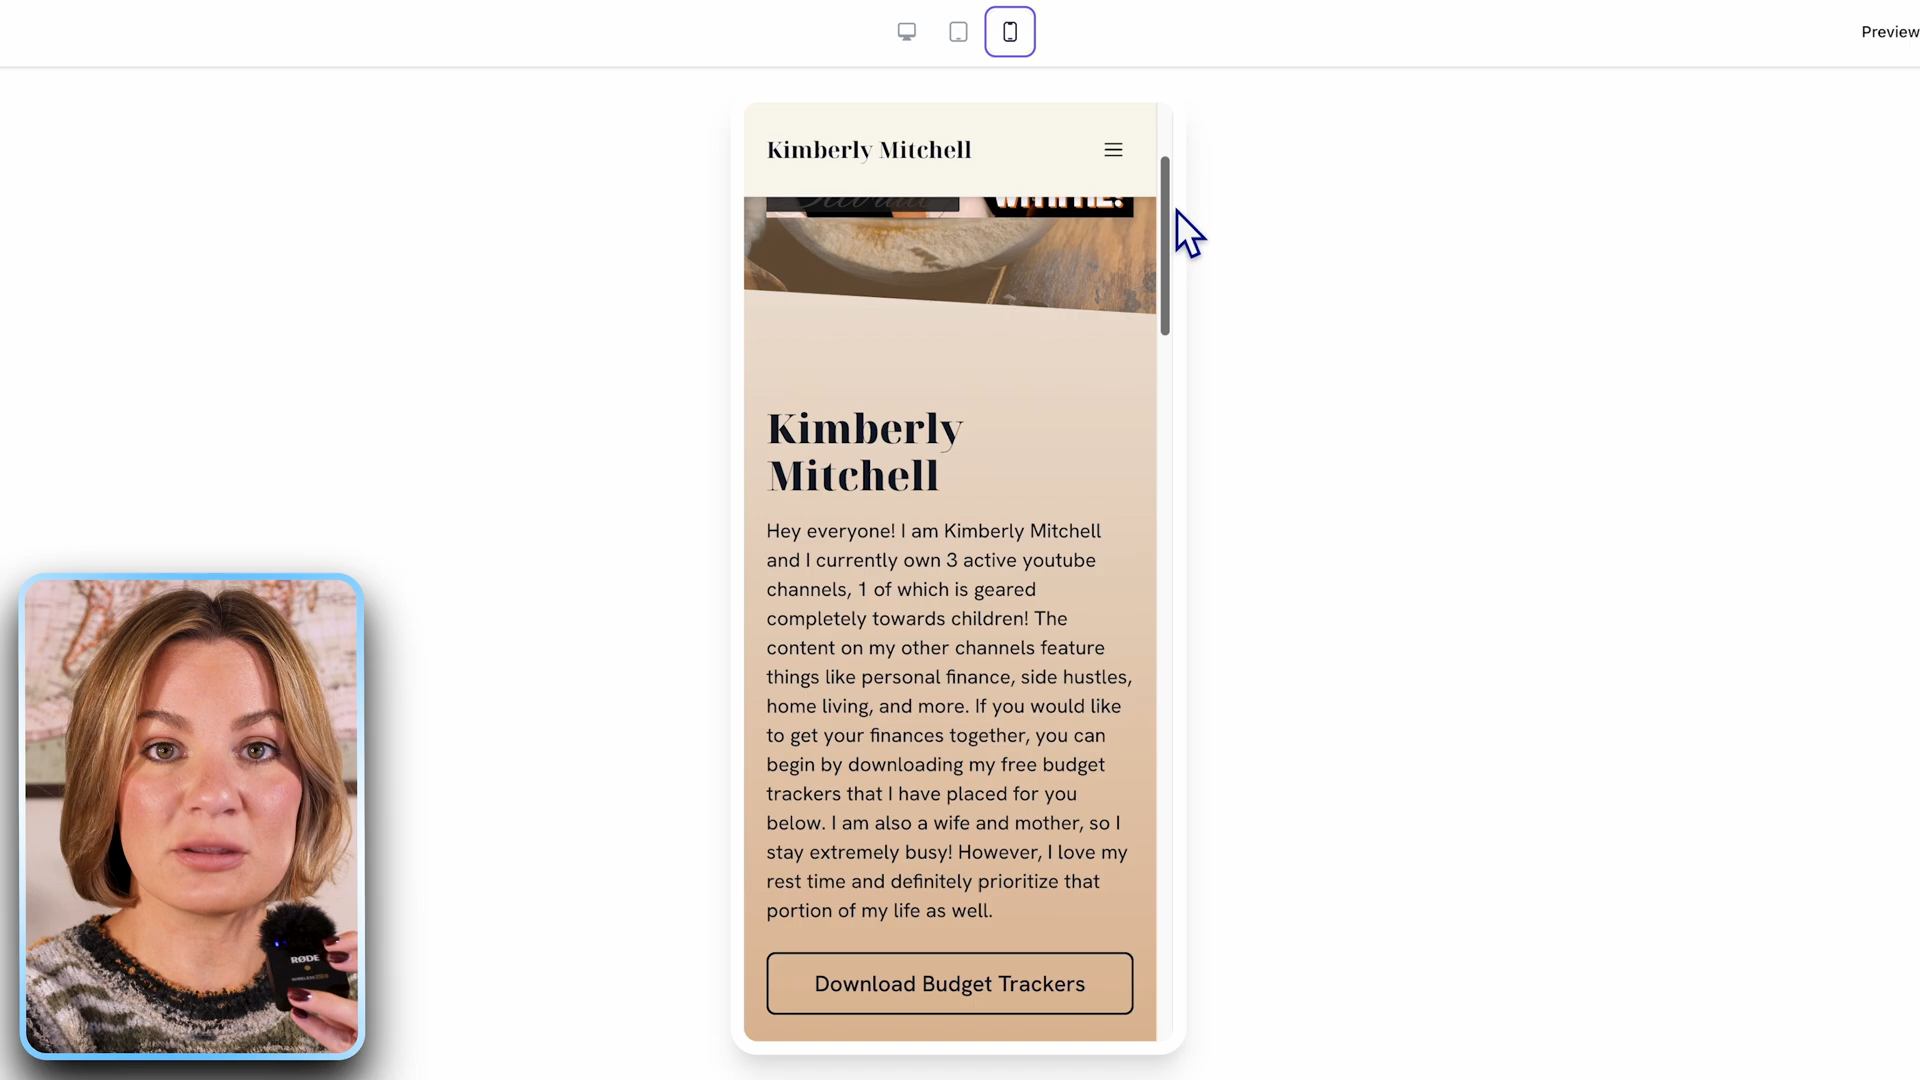 Preview
Kimberly Mitchell
WITH ME!
Kimberly
Mitchell
Hey everyone! I am Kimberly Mitchell
and I currently own 3 active youtube
channels, 1 of which is geared
completely towards children! The
content on my other channels feature
things like personal finance, side hustles,
home living, and more. If you would like
to get your finances together, you can
begin by downloading my free budget
trackers that I have placed for you
below. I am also a wife and mother, so I
stay extremely busy! However, I love my
rest time and definitely prioritize that
portion of my life as well.
Download Budget Trackers
RØDE